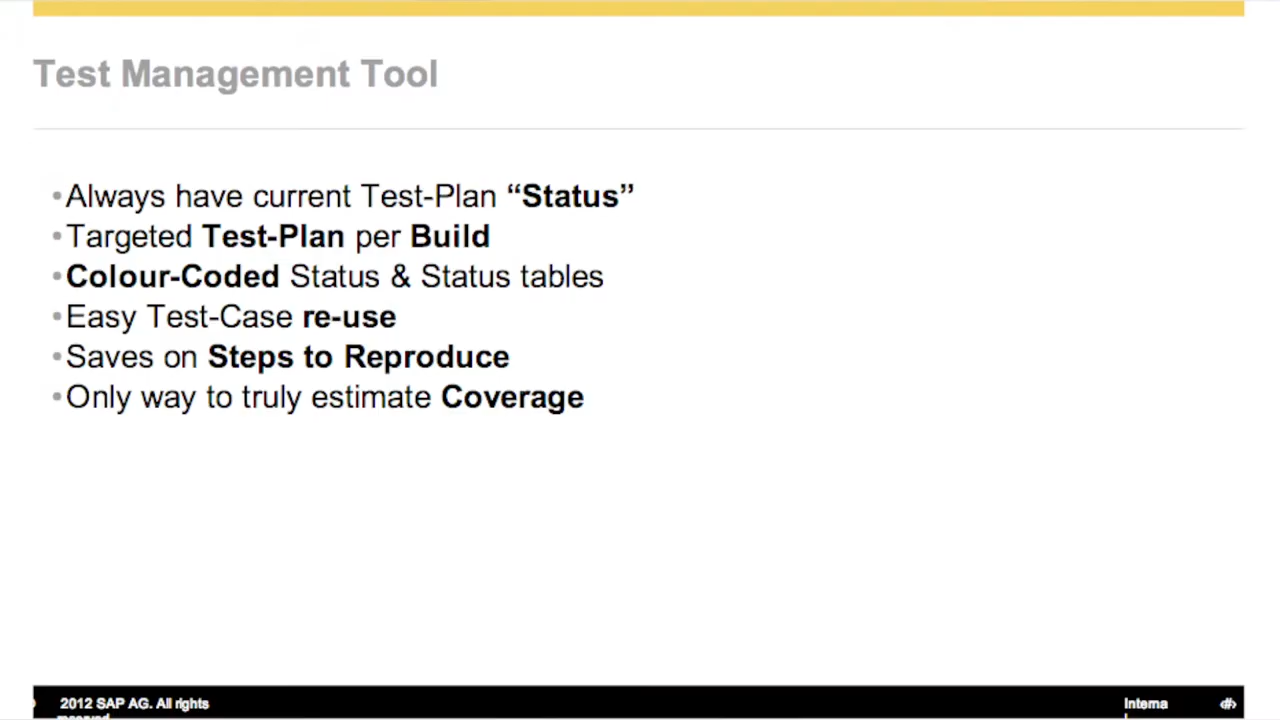 Test Management Tool
•Always have current Test-Plan “Status”
•Targeted Test-Plan per Build
•Colour-Coded Status & Status tables
•Easy Test-Case re-use
•Saves on Steps to Reproduce
•Only way to truly estimate Coverage
2012 SAP AG. All rights
Interna